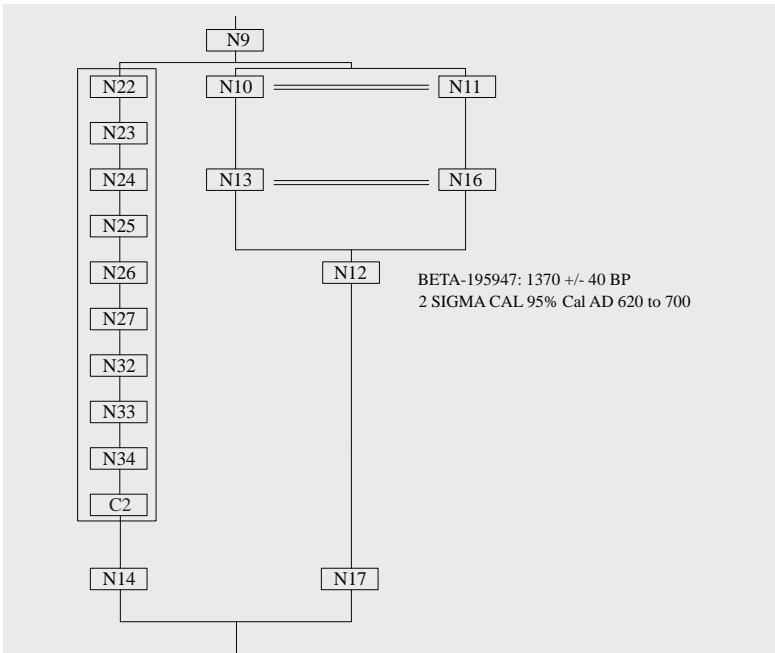 N9
N22 N10 N11
N23
N24 N13 N16
N25
N26 N12
BETA-195947: 1370 +/- 40 BP
2 SIGMA CAL 95% Cal AD 620 to 700
N27
N32
N33
N34
C2
N14 N17